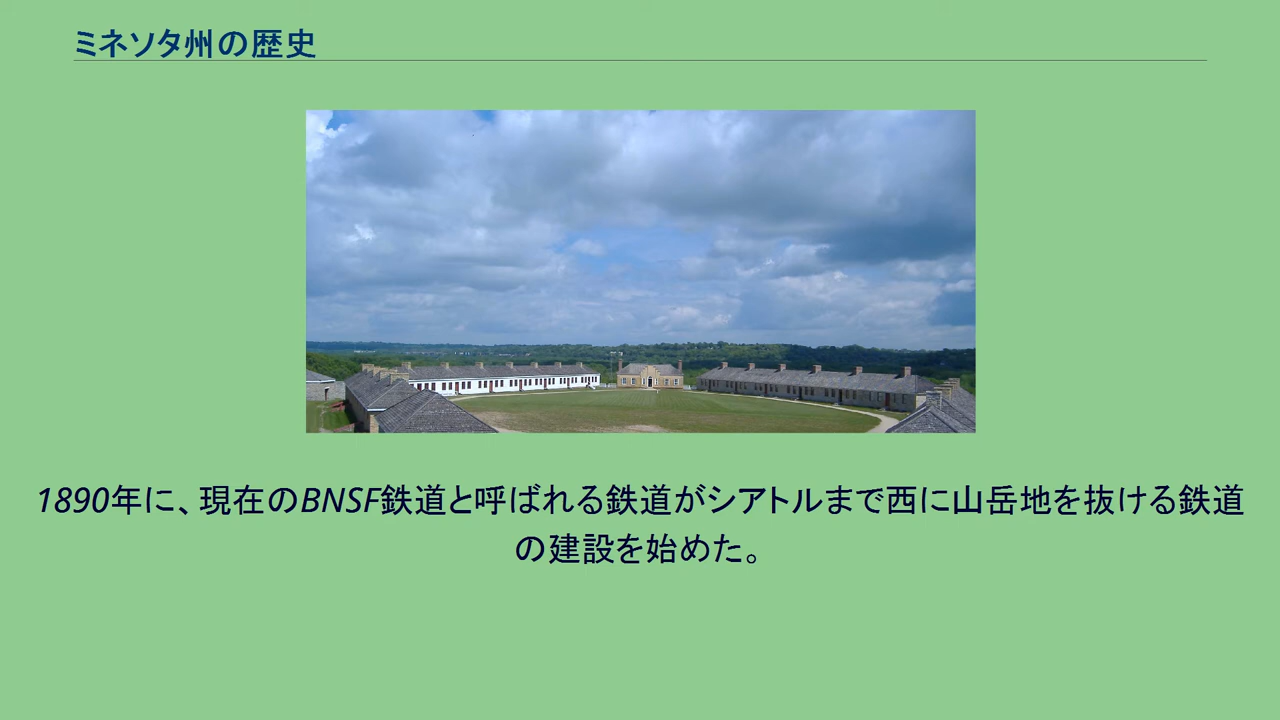 ミネソタ州の歴史
1890年に、現在のBNSF鉄道と呼ばれる鉄道がシアトルまで西に山岳地を抜ける鉄道
の建設を始めた。